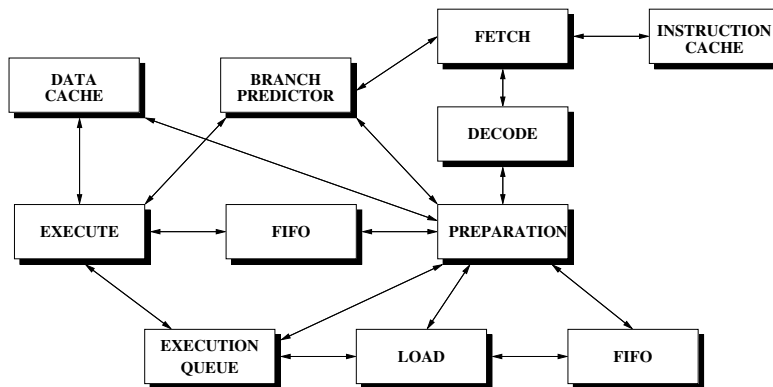 FETCH
INSTRUCTION
CACHE
DATA
CACHE
BRANCH
PREDICTOR
DECODE
EXECUTE
FIFO
PREPARATION
EXECUTION
QUEUE
LOAD
FIFO